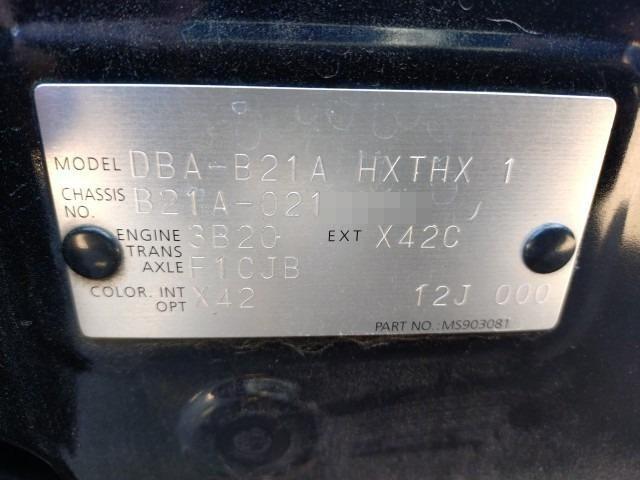 MODEL DBA-B21A HXTHX 1
CHASSIS NO. B21A-021
ENGINE 3B20 EXT X42C
TRANS AXLE F1CJB
COLOR. INT OPT X42 12J 000
PART NO.: MS903081